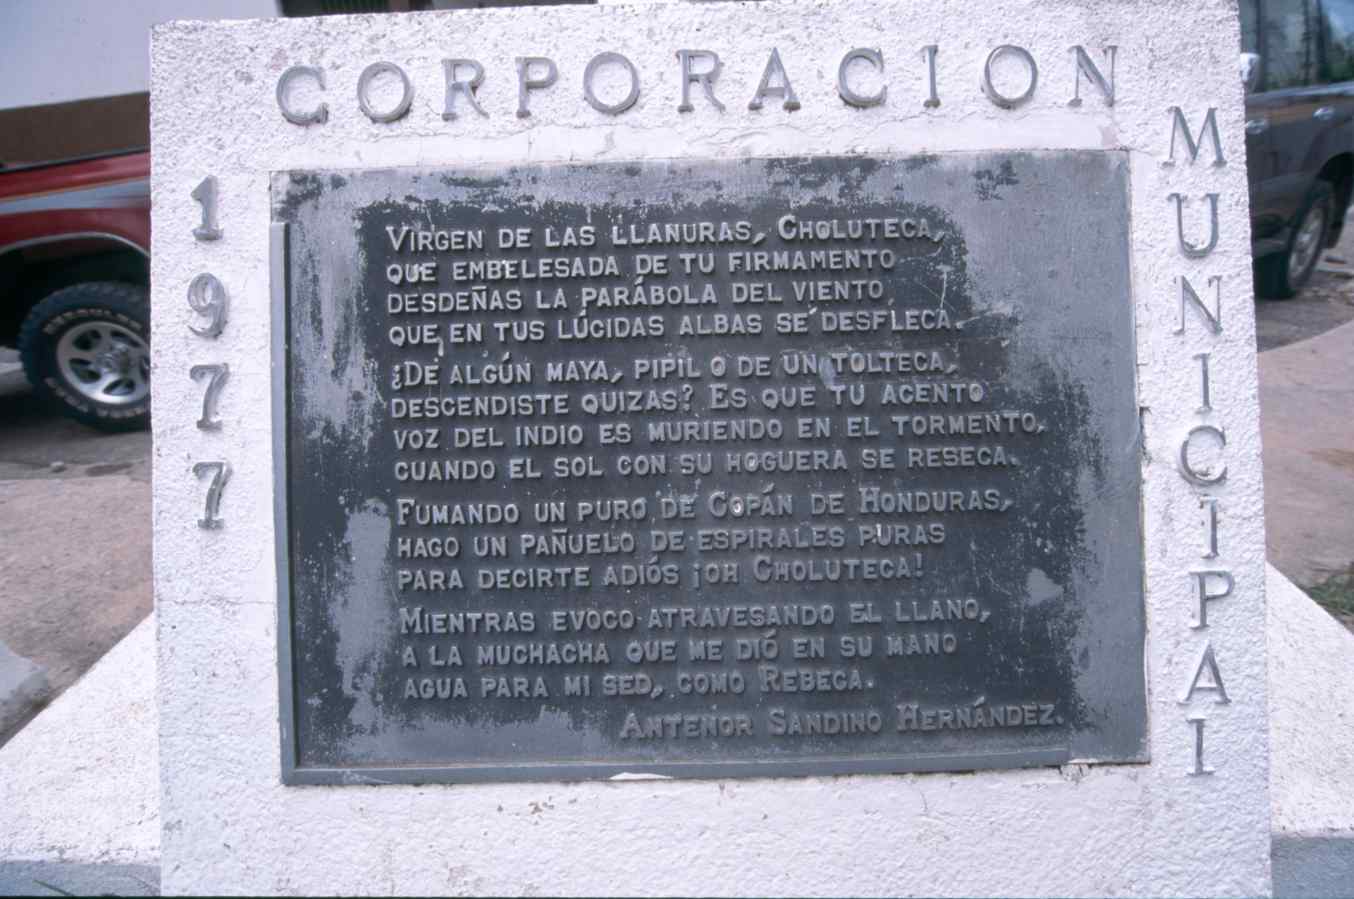 CORPORACION
MUNICIPAL
1977
VIRGEN DE LAS LLANURAS, CHOLUTECA,
QUE EMBELESADA DE TU FIRMAMENTO
DESDEÑAS LA PARÁBOLA DEL VIENTO
QUE EN TUS LÚCIDAS ALBAS SE DESFLECA.
¿DE ALGÚN MAYA, PIPIL O DE UN TOLTECA,
DESCENDISTE QUIZAS? ES QUE TU ACENTO
VOZ DEL INDIO ES MURIENDO EN EL TORMENTO,
CUANDO EL SOL CON SU HOGUERA SE RESECA.
FUMANDO UN PURO DE COPÁN DE HONDURAS,
HAGO UN PAÑUELO DE ESPIRALES PURAS
PARA DECIRTE ADIÓS ¡OH CHOLUTECA!
MIENTRAS EVOCO ATRAVESANDO EL LLANO,
A LA MUCHACHA QUE ME DIÓ EN SU MANO
AGUA PARA MI SED, COMO REBECA.
ANTENOR SANDINO HERNÁNDEZ.